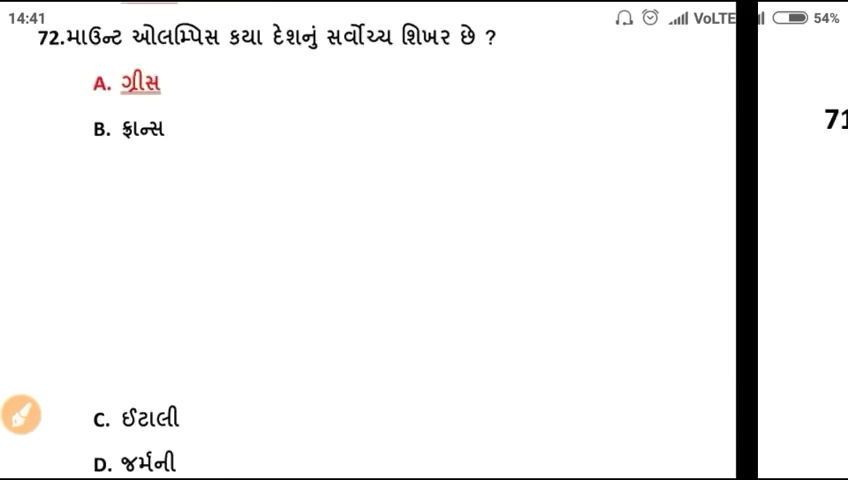 14:41 VoLTE 54%
72.માઉન્ટ ઓલમ્પિસ કયા દેશનું સર્વોચ્ચ શિખર છે ?
A. ગ્રીસ
71
B. ફ્રાન્સ
C. ઈટાલી
D. જર્મની